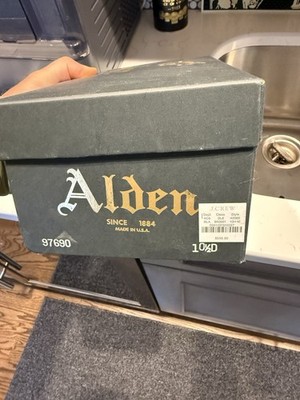 Alden
SINCE 1884
MADE IN U.S.A.
J.CREW
97690
10½D